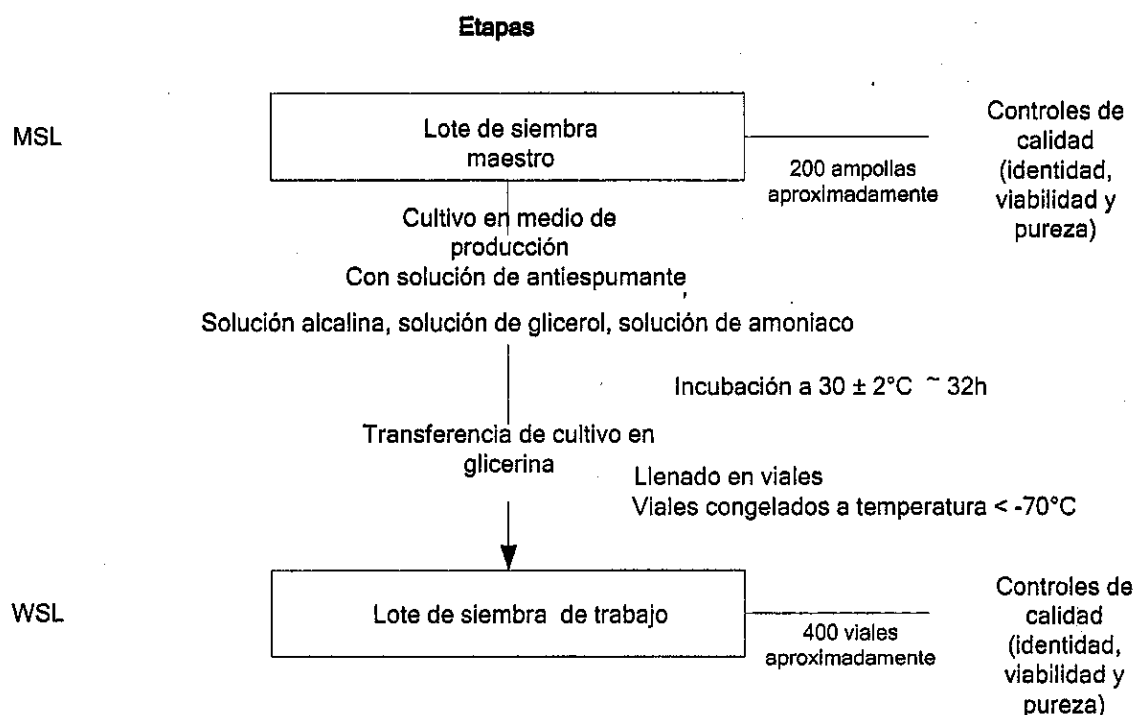 Etapas
MSL
Lote de siembra
maestro
200 ampollas
aproximadamente
Controles de
calidad
(identidad,
viabilidad y
pureza)
Cultivo en medio de
producción
Con solución de antiespumante
Solución alcalina, solución de glicerol, solución de amoniaco
Incubación a 30 ± 2°C ~ 32h
Transferencia de cultivo en
glicerina
Llenado en viales
Viales congelados a temperatura < -70°C
WSL
Lote de siembra de trabajo
400 viales
aproximadamente
Controles de
calidad
(identidad,
viabilidad y
pureza)